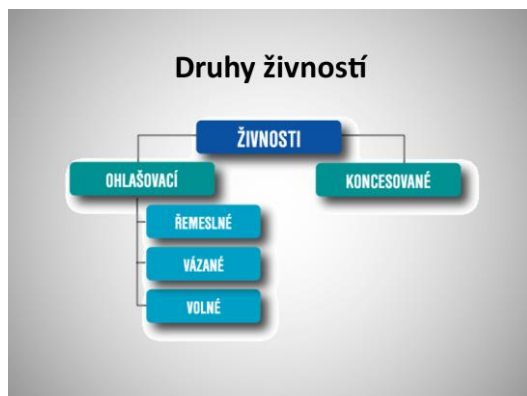 Druhy živností
ŽIVNOSTI
OHLAŠOVACÍ
KONCESOVANÉ
ŘEMESLNÉ
VÁZANÉ
VOLNÉ